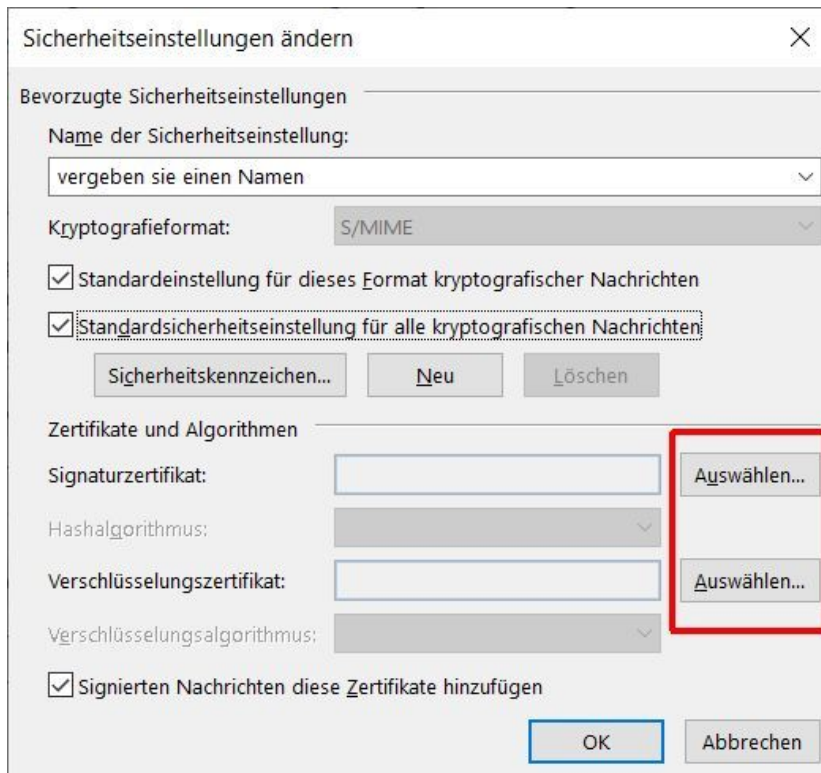 Sicherheitseinstellungen ändern
Bevorzugte Sicherheitseinstellungen
Name der Sicherheitseinstellung:
vergeben sie einen Namen
Kryptografieformat: S/MIME
Standardeinstellung für dieses Format kryptografischer Nachrichten
Standardsicherheitseinstellung für alle kryptografischen Nachrichten
Sicherheitskennzeichen... Neu Löschen
Zertifikate und Algorithmen
Signaturzertifikat: Auswählen...
Hashalgorithmus:
Verschlüsselungszertifikat: Auswählen...
Verschlüsselungsalgorithmus:
Signierten Nachrichten diese Zertifikate hinzufügen
OK Abbrechen